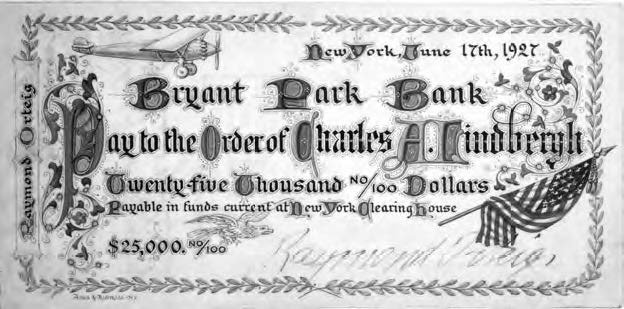 New York, June 17th, 1927
Bryant Park Bank
Pay to the Order of Charles A. Lindbergh
Twenty-five Thousand No/100 Dollars
Payable in funds current at New York Clearing House
$25,000. No/100
Raymond Orteig
Raymond Orteig